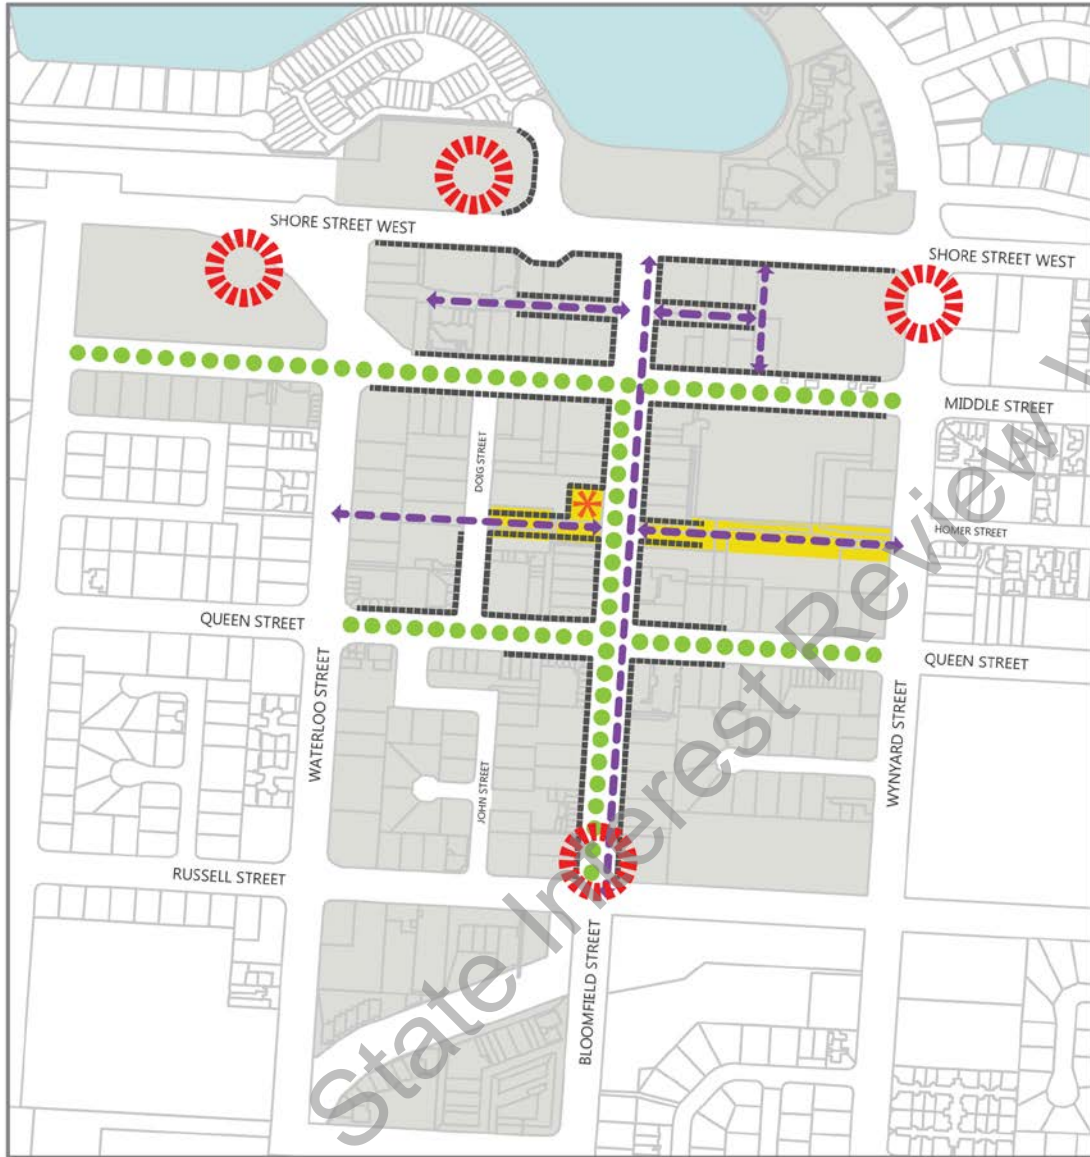 SHORE STREET WEST
SHORE STREET WEST
MIDDLE STREET
DOIG STREET
HOMER STREET
QUEEN STREET
QUEEN STREET
WATERLOO STREET
WYNYARD STREET
JOHN STREET
RUSSELL STREET
BLOOMFIELD STREET
State Interest Review V